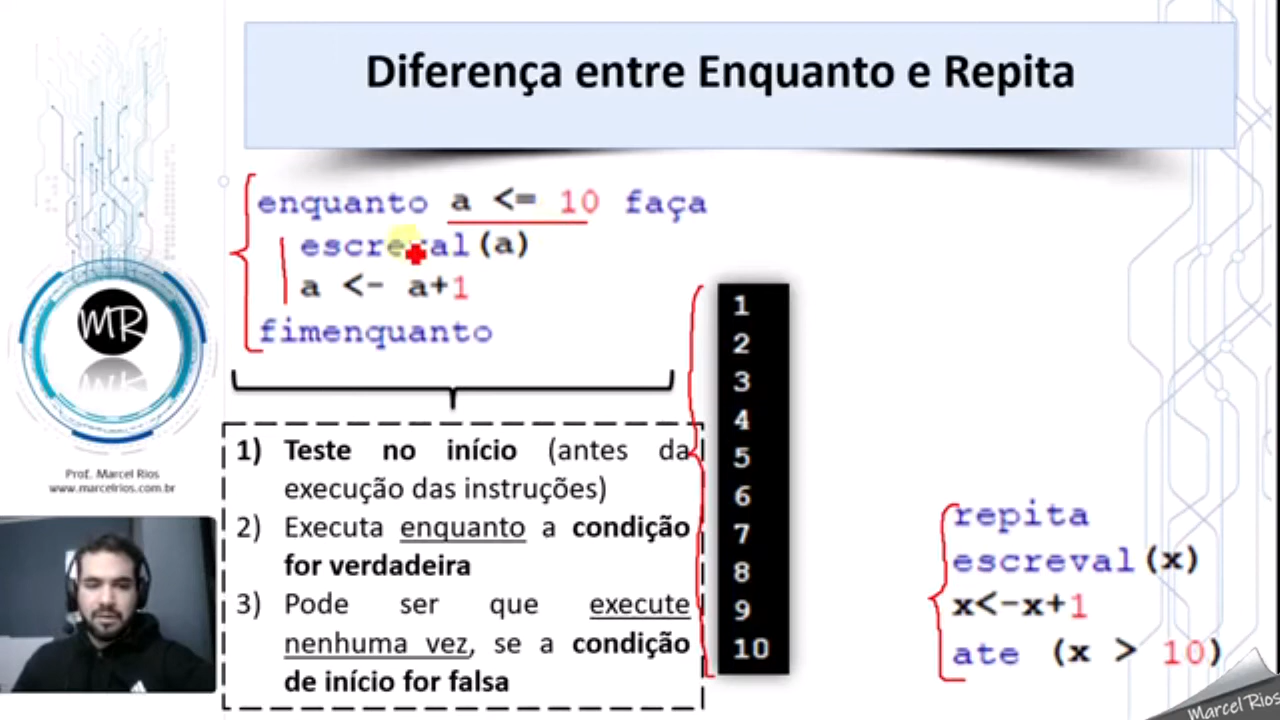 Diferença entre Enquanto e Repita
enquanto a <= 10 faça
escreval(a)
a <- a+1
fimenquanto
1) Teste no início (antes da
execução das instruções)
2) Executa enquanto a condição
for verdadeira
3) Pode ser que execute
nenhuma vez, se a condição
de início for falsa
1
2
3
4
5
6
7
8
9
10
repita
escreval(x)
x<-x+1
ate (x > 10)
MR
Prof. Marcel Rios
www.marcelrios.com.br
Marcel Rios